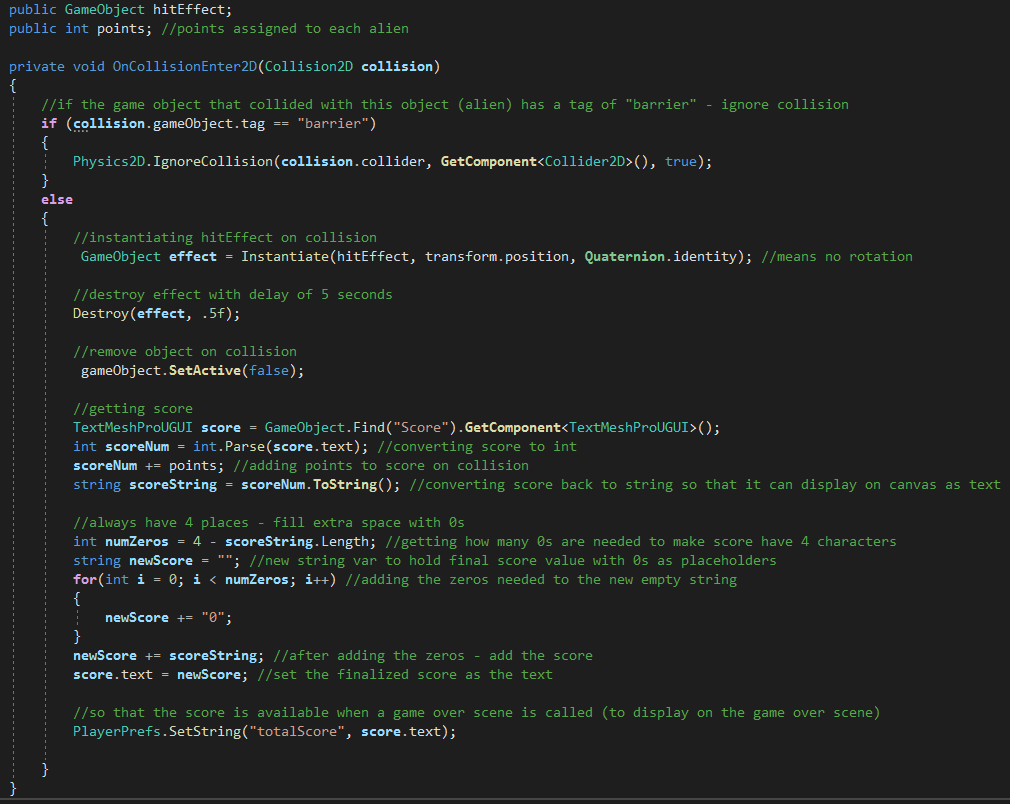 public GameObject hitEffect;
public int points; //points assigned to each alien
private void OnCollisionEnter2D(Collision2D collision)
{
//if the game object that collided with this object (alien) has a tag of "barrier" - ignore collision
if (collision.gameObject.tag == "barrier")
{
Physics2D.IgnoreCollision(collision.collider, GetComponent<Collider2D>(), true);
}
else
{
//instantiating hitEffect on collision
GameObject effect = Instantiate(hitEffect, transform.position, Quaternion.identity); //means no rotation
//destroy effect with delay of 5 seconds
Destroy(effect, .5f);
//remove object on collision
gameObject.SetActive(false);
//getting score
TextMeshProUGUI score = GameObject.Find("Score").GetComponent<TextMeshProUGUI>();
int scoreNum = int.Parse(score.text); //converting score to int
scoreNum += points; //adding points to score on collision
string scoreString = scoreNum.ToString(); //converting score back to string so that it can display on canvas as text
//always have 4 places - fill extra space with 0s
int numZeros = 4 - scoreString.Length; //getting how many 0s are needed to make score have 4 characters
string newScore = ""; //new string var to hold final score value with 0s as placeholders
for(int i = 0; i < numZeros; i++) //adding the zeros needed to the new empty string
{
newScore += "0";
}
newScore += scoreString; //after adding the zeros - add the score
score.text = newScore; //set the finalized score as the text
//so that the score is available when a game over scene is called (to display on the game over scene)
PlayerPrefs.SetString("totalScore", score.text);
}
}